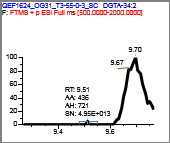 QEF1624_OG31_T3-55-0-3_SC DGTA-34:2
F: FTMS + p ESI Full ms [500.0000-2000.0000]
100
9.70
9.67
80
60
40
RT: 9.51
AA: 436
AH: 721
SN: 4.95E+013
20
0
9.4
9.6